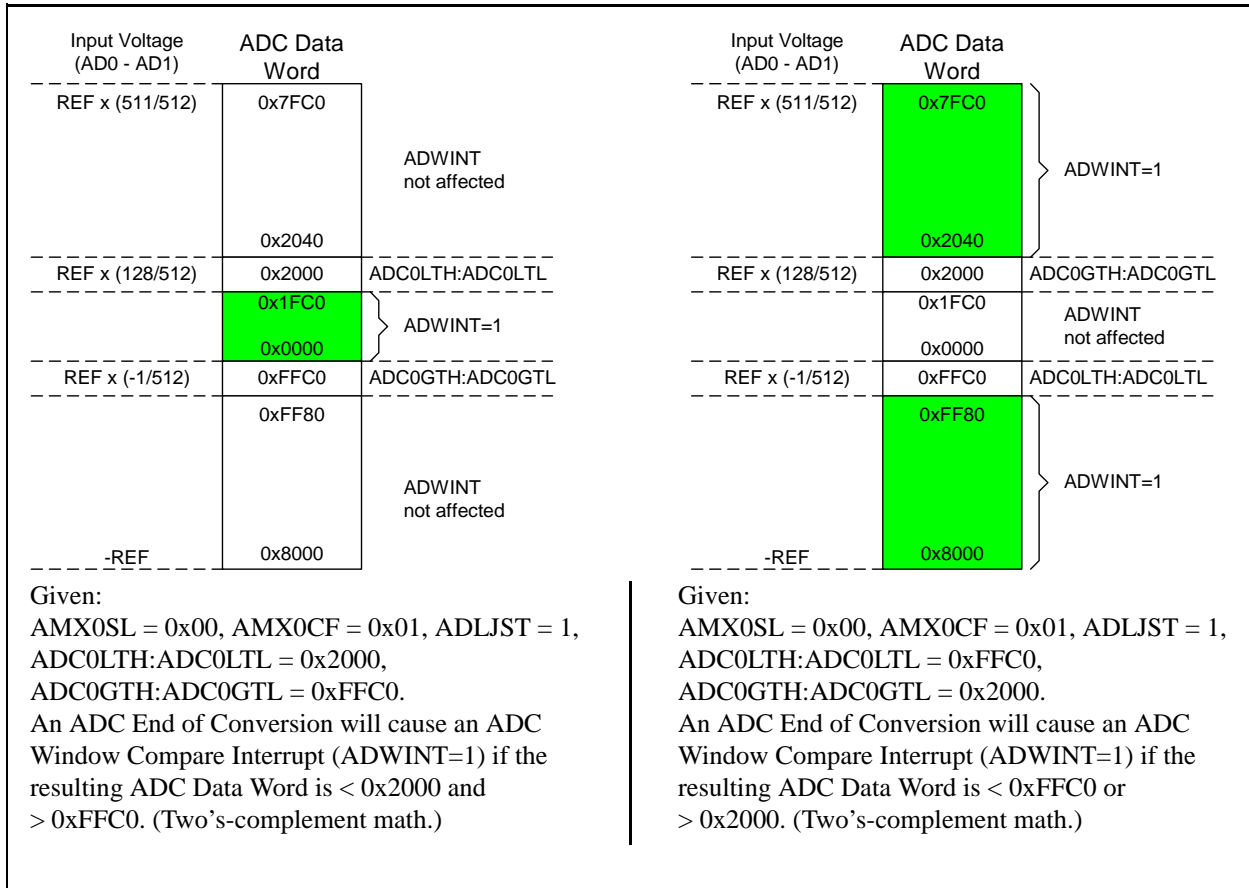 Input Voltage
(AD0 - AD1)
ADC Data
Word
REF x (511/512)
0x7FC0
ADWINT
not affected
0x2040
REF x (128/512)
0x2000
ADC0LTH:ADC0LTL
0x1FC0
ADWINT=1
0x0000
REF x (-1/512)
0xFFC0
ADC0GTH:ADC0GTL
0xFF80
ADWINT
not affected
-REF
0x8000
Given:
AMX0SL = 0x00, AMX0CF = 0x01, ADLJST = 1,
ADC0LTH:ADC0LTL = 0x2000,
ADC0GTH:ADC0GTL = 0xFFC0.
An ADC End of Conversion will cause an ADC
Window Compare Interrupt (ADWINT=1) if the
resulting ADC Data Word is < 0x2000 and
> 0xFFC0. (Two's-complement math.)
Input Voltage
(AD0 - AD1)
ADC Data
Word
REF x (511/512)
0x7FC0
ADWINT=1
0x2040
REF x (128/512)
0x2000
ADC0GTH:ADC0GTL
0x1FC0
ADWINT
not affected
0x0000
REF x (-1/512)
0xFFC0
ADC0LTH:ADC0LTL
0xFF80
ADWINT=1
-REF
0x8000
Given:
AMX0SL = 0x00, AMX0CF = 0x01, ADLJST = 1,
ADC0LTH:ADC0LTL = 0xFFC0,
ADC0GTH:ADC0GTL = 0x2000.
An ADC End of Conversion will cause an ADC
Window Compare Interrupt (ADWINT=1) if the
resulting ADC Data Word is < 0xFFC0 or
> 0x2000. (Two's-complement math.)